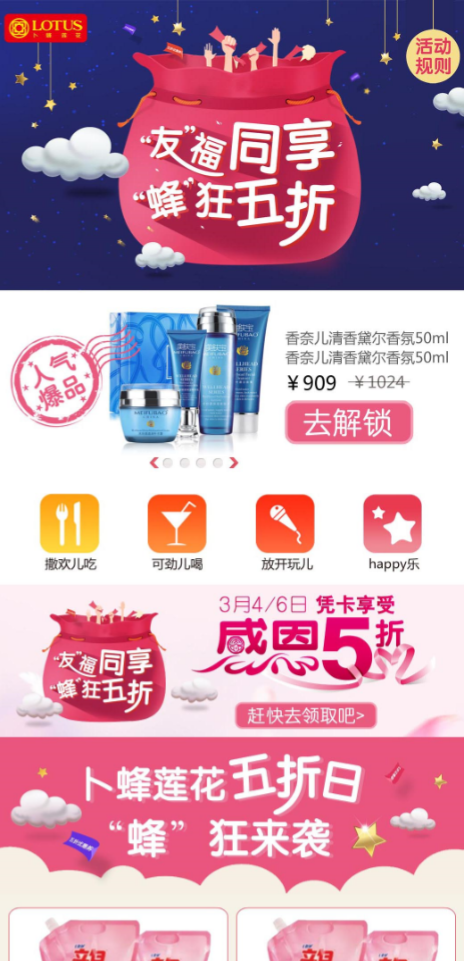 LOTUS
卜蜂莲花
活动
规则
“友”福同享
“蜂”狂五折
人气
爆品
香奈儿清香黛尔香氛50ml
香奈儿清香黛尔香氛50ml
￥909 ￥1024
去解锁
撒欢儿吃 可劲儿喝 放开玩儿 happy乐
3月4/6日 凭卡享受
感恩5折
“友”福同享
“蜂”狂五折
赶快去领取吧>
卜蜂莲花五折日
“蜂”狂来袭